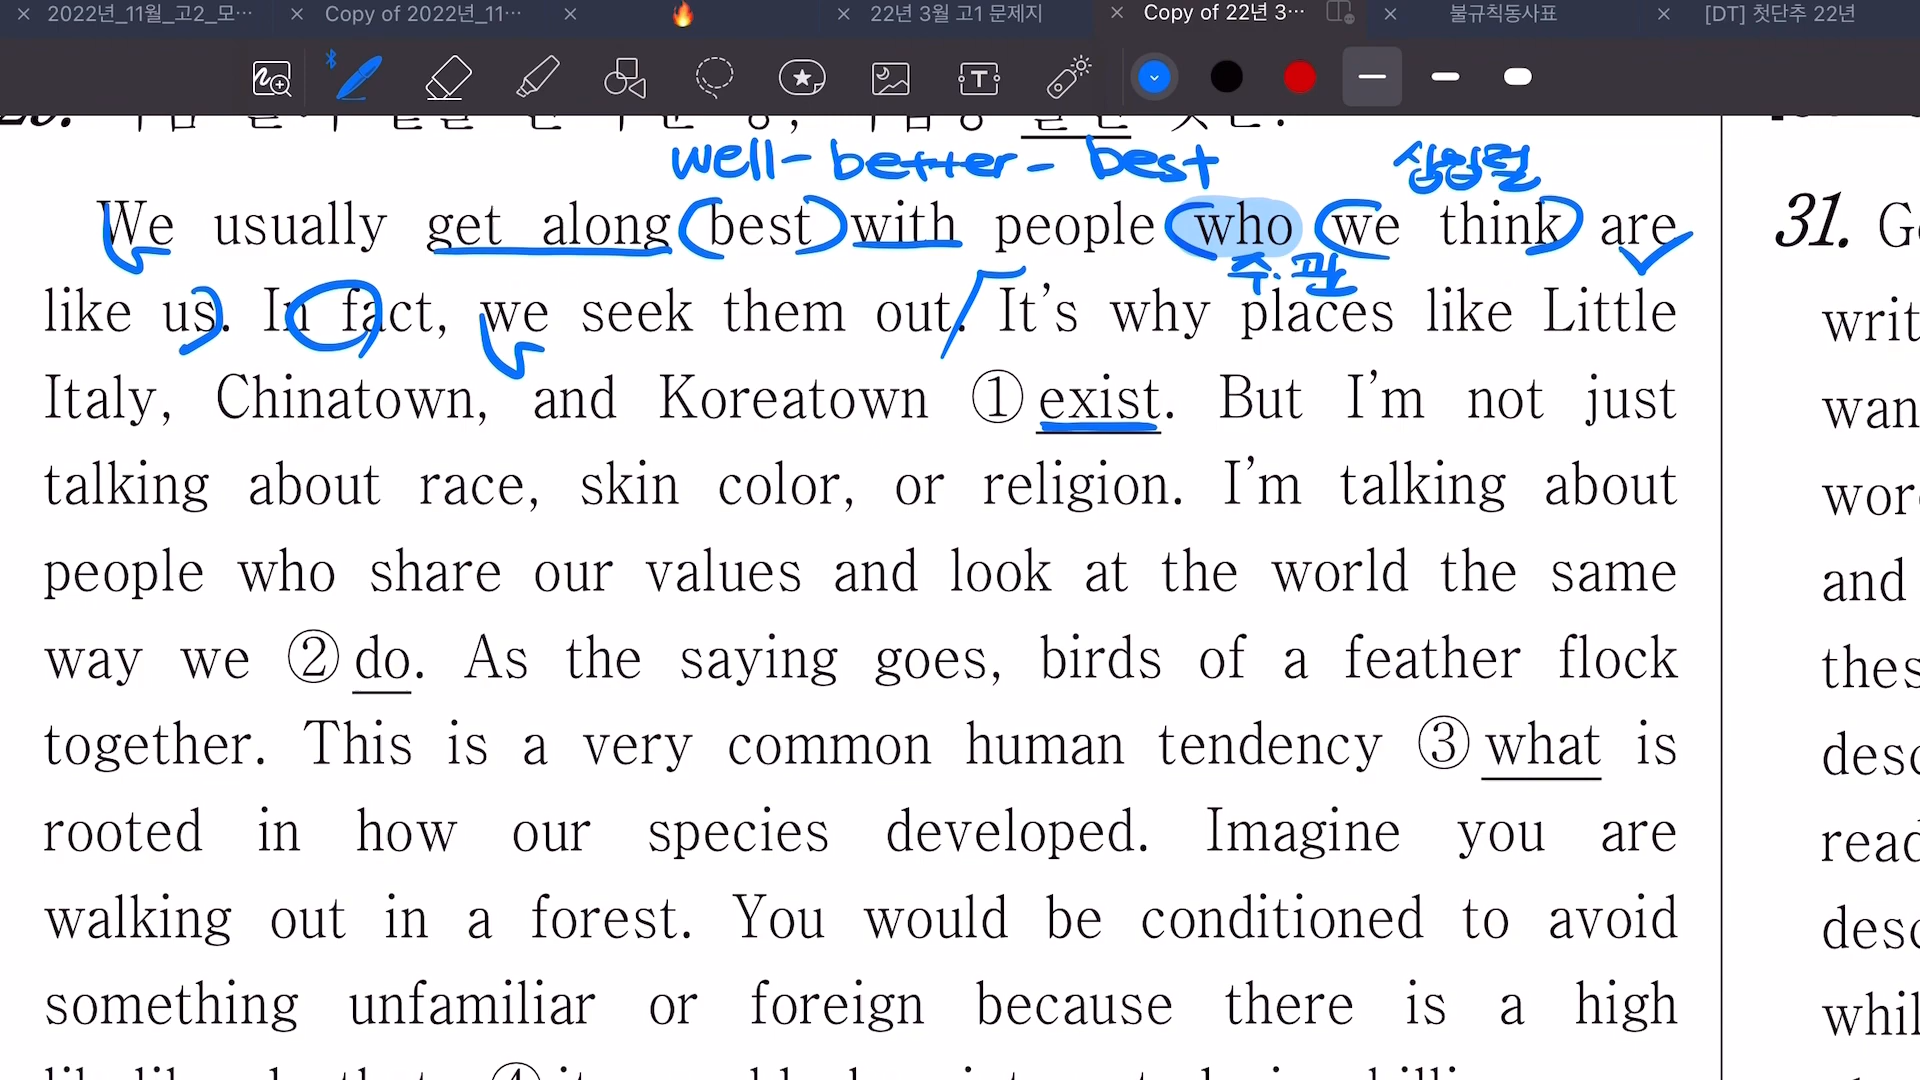 2022년_11월_고2_모… Copy of 2022년_11… 22년 3월 고1 문제지 Copy of 22년 3… 불규칙동사표 [DT] 첫단추 22년
T
well - better - best 삽입절
We usually get along best with people who we think are
주.관
like us. In fact, we seek them out. It's why places like Little
Italy, Chinatown, and Koreatown ① exist. But I'm not just
talking about race, skin color, or religion. I'm talking about
people who share our values and look at the world the same
way we ② do. As the saying goes, birds of a feather flock
together. This is a very common human tendency ③ what is
rooted in how our species developed. Imagine you are
walking out in a forest. You would be conditioned to avoid
something unfamiliar or foreign because there is a high
31. G
writ
wan
wor
and
thes
desc
read
desc
whil